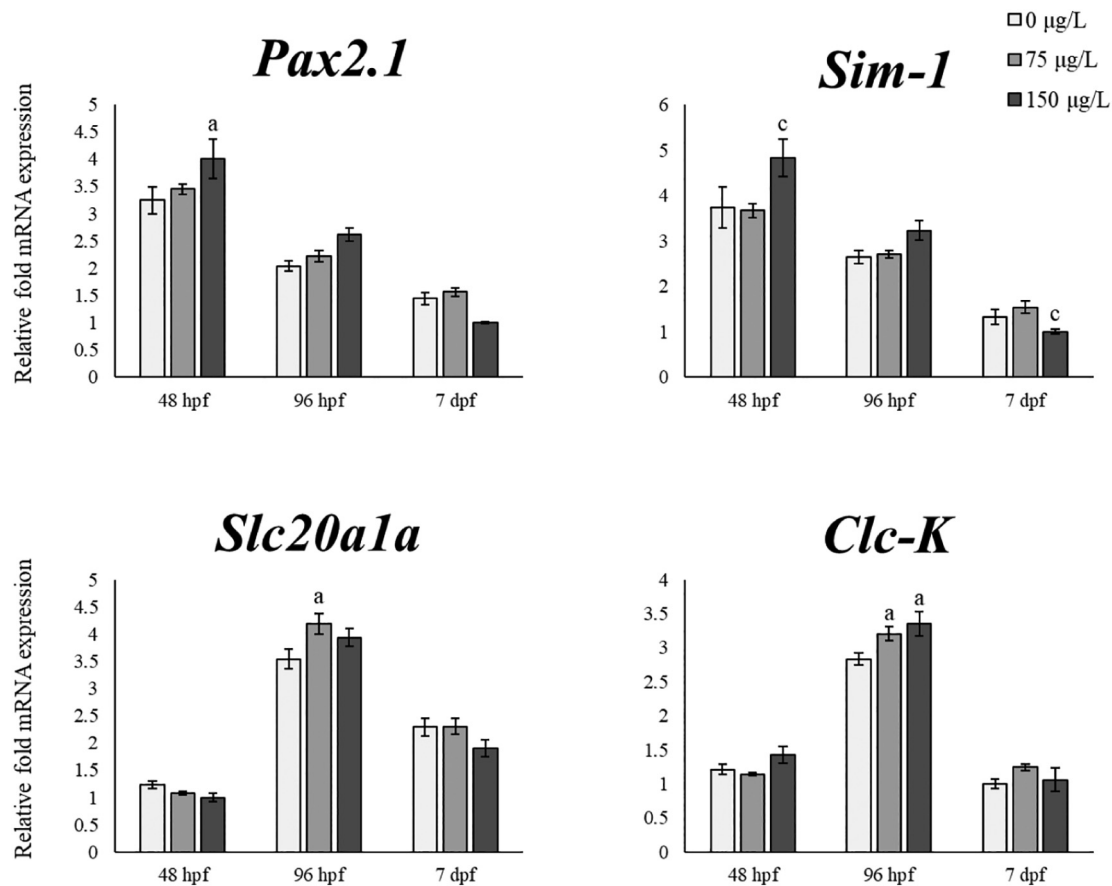 0 μg/L
75 μg/L
150 μg/L
Pax2.1
Relative fold mRNA expression
5
4.5
4
3.5
3
2.5
2
1.5
1
0.5
0
a
48 hpf 96 hpf 7 dpf
Sim-1
6
5
4
3
2
1
0
c
c
48 hpf 96 hpf 7 dpf
Slc20a1a
Relative fold mRNA expression
5
4.5
4
3.5
3
2.5
2
1.5
1
0.5
0
a
48 hpf 96 hpf 7 dpf
Clc-K
4
3.5
3
2.5
2
1.5
1
0.5
0
a a
48 hpf 96 hpf 7 dpf